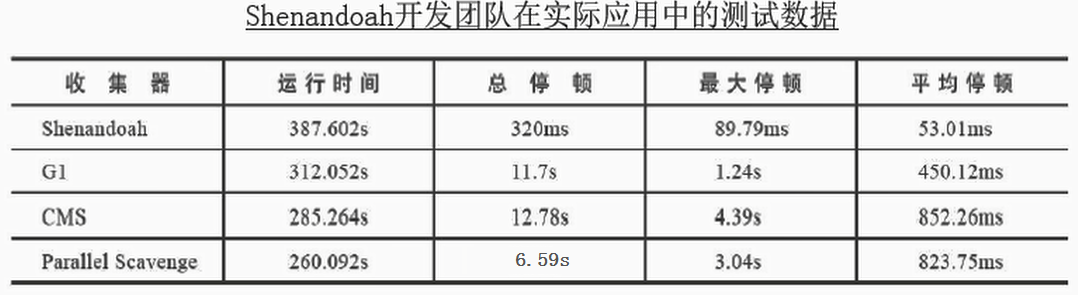 Shenandoah开发团队在实际应用中的测试数据
收集器 运行时间 总停顿 最大停顿 平均停顿
Shenandoah 387.602s 320ms 89.79ms 53.01ms
G1 312.052s 11.7s 1.24s 450.12ms
CMS 285.264s 12.78s 4.39s 852.26ms
Parallel Scavenge 260.092s 6.59s 3.04s 823.75ms